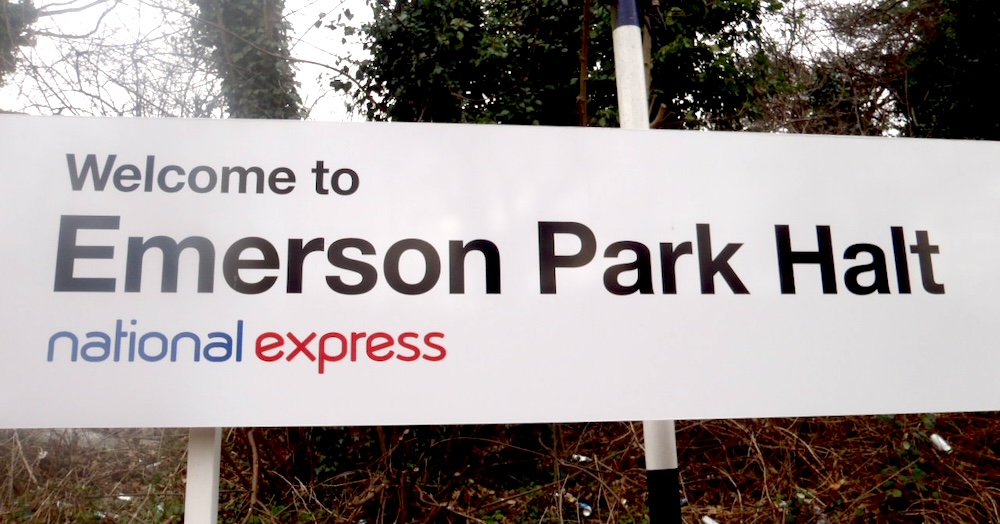 Welcome to
Emerson Park Halt
national express